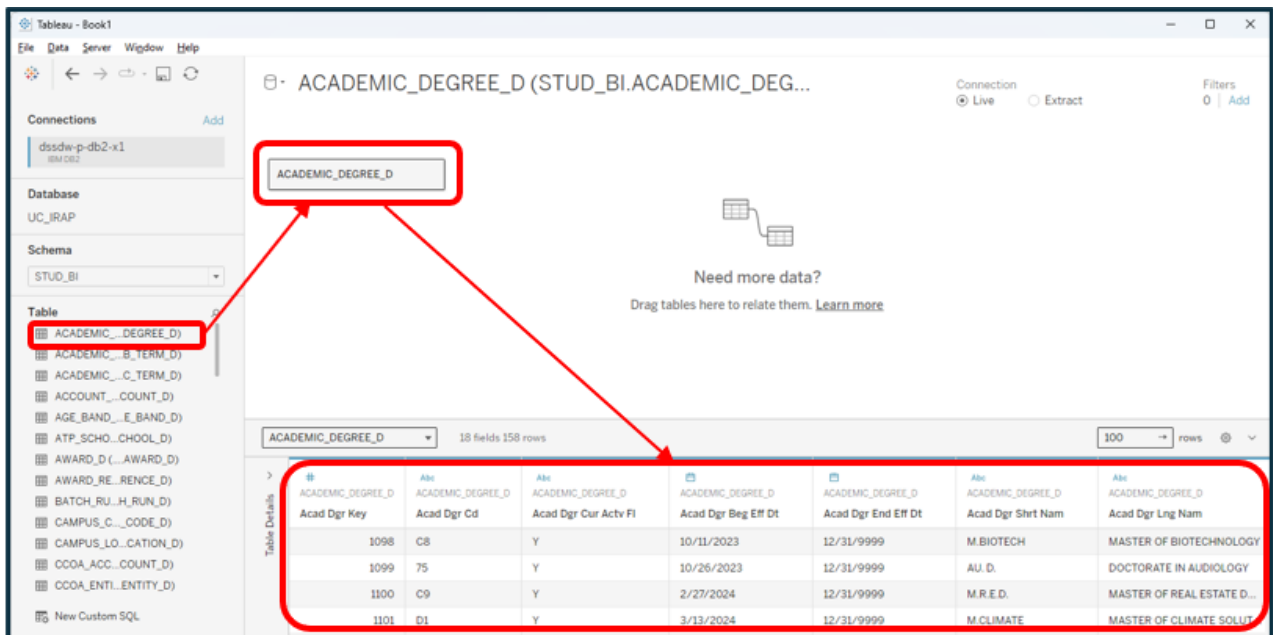 Tableau - Book1
File Data Server Window Help
Connections Add
dssdw-p-db2-x1
IBM DB2
Database
UC_IRAP
Schema
STUD_BI
Table
ACADEMIC_...DEGREE_D)
ACADEMIC_...B_TERM_D)
ACADEMIC_...C_TERM_D)
ACCOUNT_...COUNT_D)
AGE_BAND_...E_BAND_D)
ATP_SCHO...CHOOL_D)
AWARD_D (....AWARD_D)
AWARD_RE...RENCE_D)
BATCH_RU...H_RUN_D)
CAMPUS_C..._CODE_D)
CAMPUS_LO...CATION_D)
CCOA_ACC...COUNT_D)
CCOA_ENTI...ENTITY_D)
New Custom SQL
ACADEMIC_DEGREE_D (STUD_BI.ACADEMIC_DEG...
Connection
Live Extract
Filters
0 | Add
ACADEMIC_DEGREE_D
Need more data?
Drag tables here to relate them. Learn more
ACADEMIC_DEGREE_D 18 fields 158 rows 100 → rows
Table Details
# Abc Abc Abc Abc
ACADEMIC_DEGREE_D ACADEMIC_DEGREE_D ACADEMIC_DEGREE_D ACADEMIC_DEGREE_D ACADEMIC_DEGREE_D ACADEMIC_DEGREE_D ACADEMIC_DEGREE_D
Acad Dgr Key Acad Dgr Cd Acad Dgr Cur Actv Fl Acad Dgr Beg Eff Dt Acad Dgr End Eff Dt Acad Dgr Shrt Nam Acad Dgr Lng Nam
1098 C8 Y 10/11/2023 12/31/9999 M.BIOTECH MASTER OF BIOTECHNOLOGY
1099 75 Y 10/26/2023 12/31/9999 AU. D. DOCTORATE IN AUDIOLOGY
1100 C9 Y 2/27/2024 12/31/9999 M.R.E.D. MASTER OF REAL ESTATE D...
1101 D1 Y 3/13/2024 12/31/9999 M.CLIMATE MASTER OF CLIMATE SOLUT...